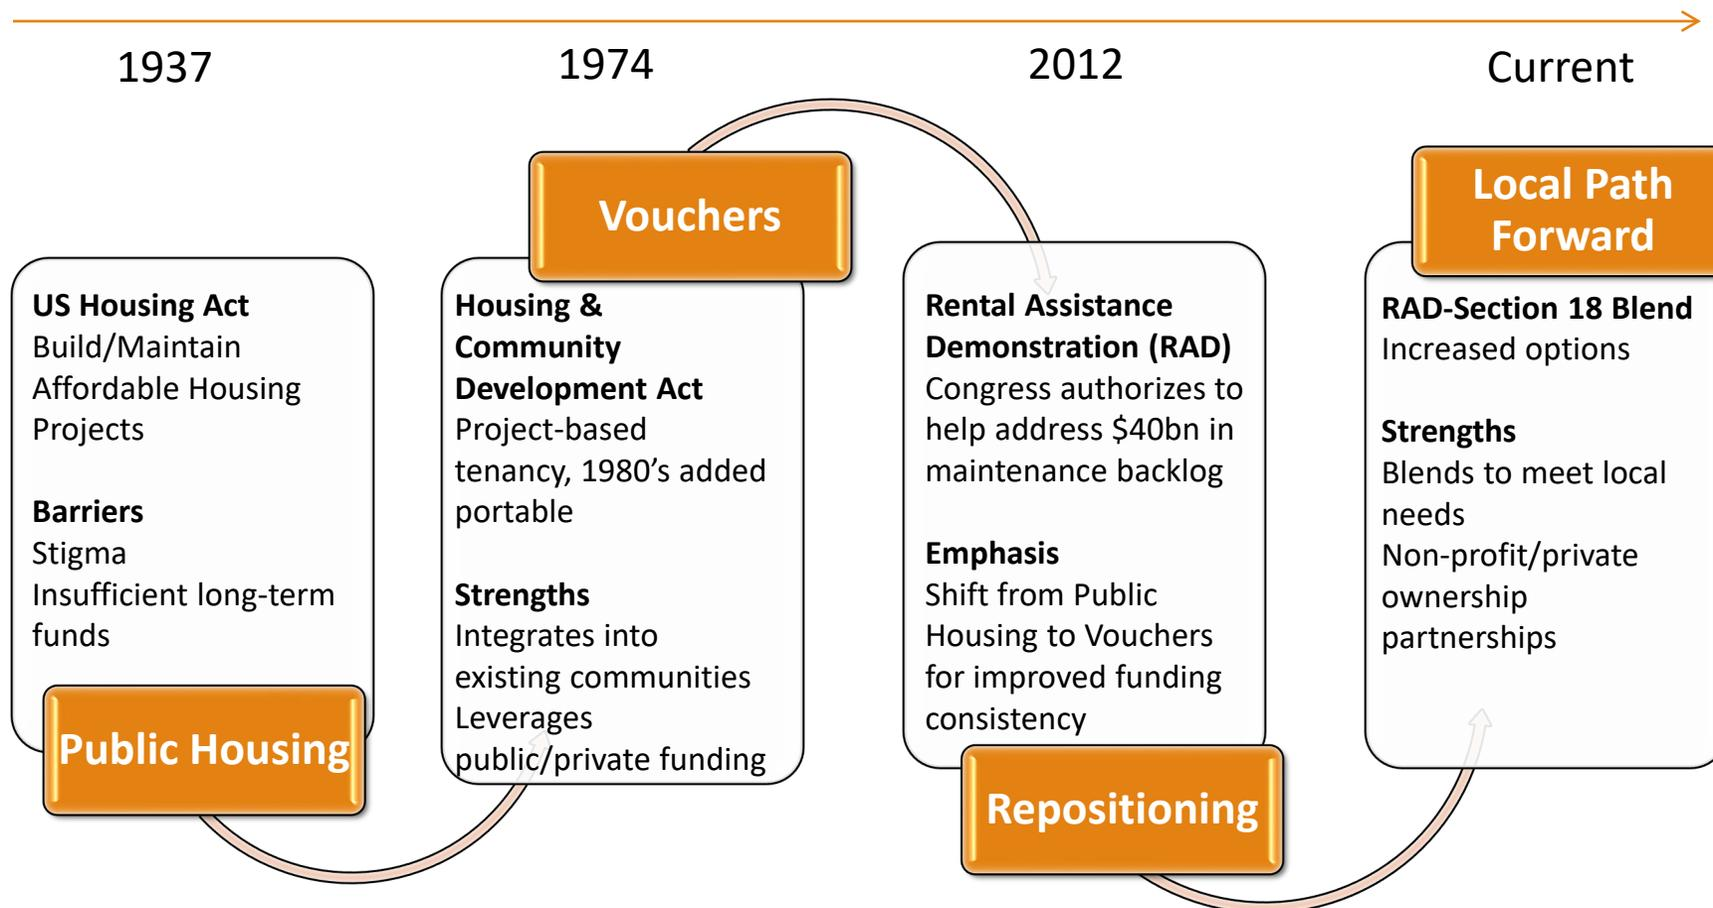 1937
1974
2012
Current
US Housing Act
Build/Maintain
Affordable Housing
Projects
Barriers
Stigma
Insufficient long-term
funds
Public Housing
Vouchers
Housing &
Community
Development Act
Project-based
tenancy, 1980’s added
portable
Strengths
Integrates into
existing communities
Leverages
public/private funding
Rental Assistance
Demonstration (RAD)
Congress authorizes to
help address $40bn in
maintenance backlog
Emphasis
Shift from Public
Housing to Vouchers
for improved funding
consistency
Repositioning
Local Path
Forward
RAD-Section 18 Blend
Increased options
Strengths
Blends to meet local
needs
Non-profit/private
ownership
partnerships